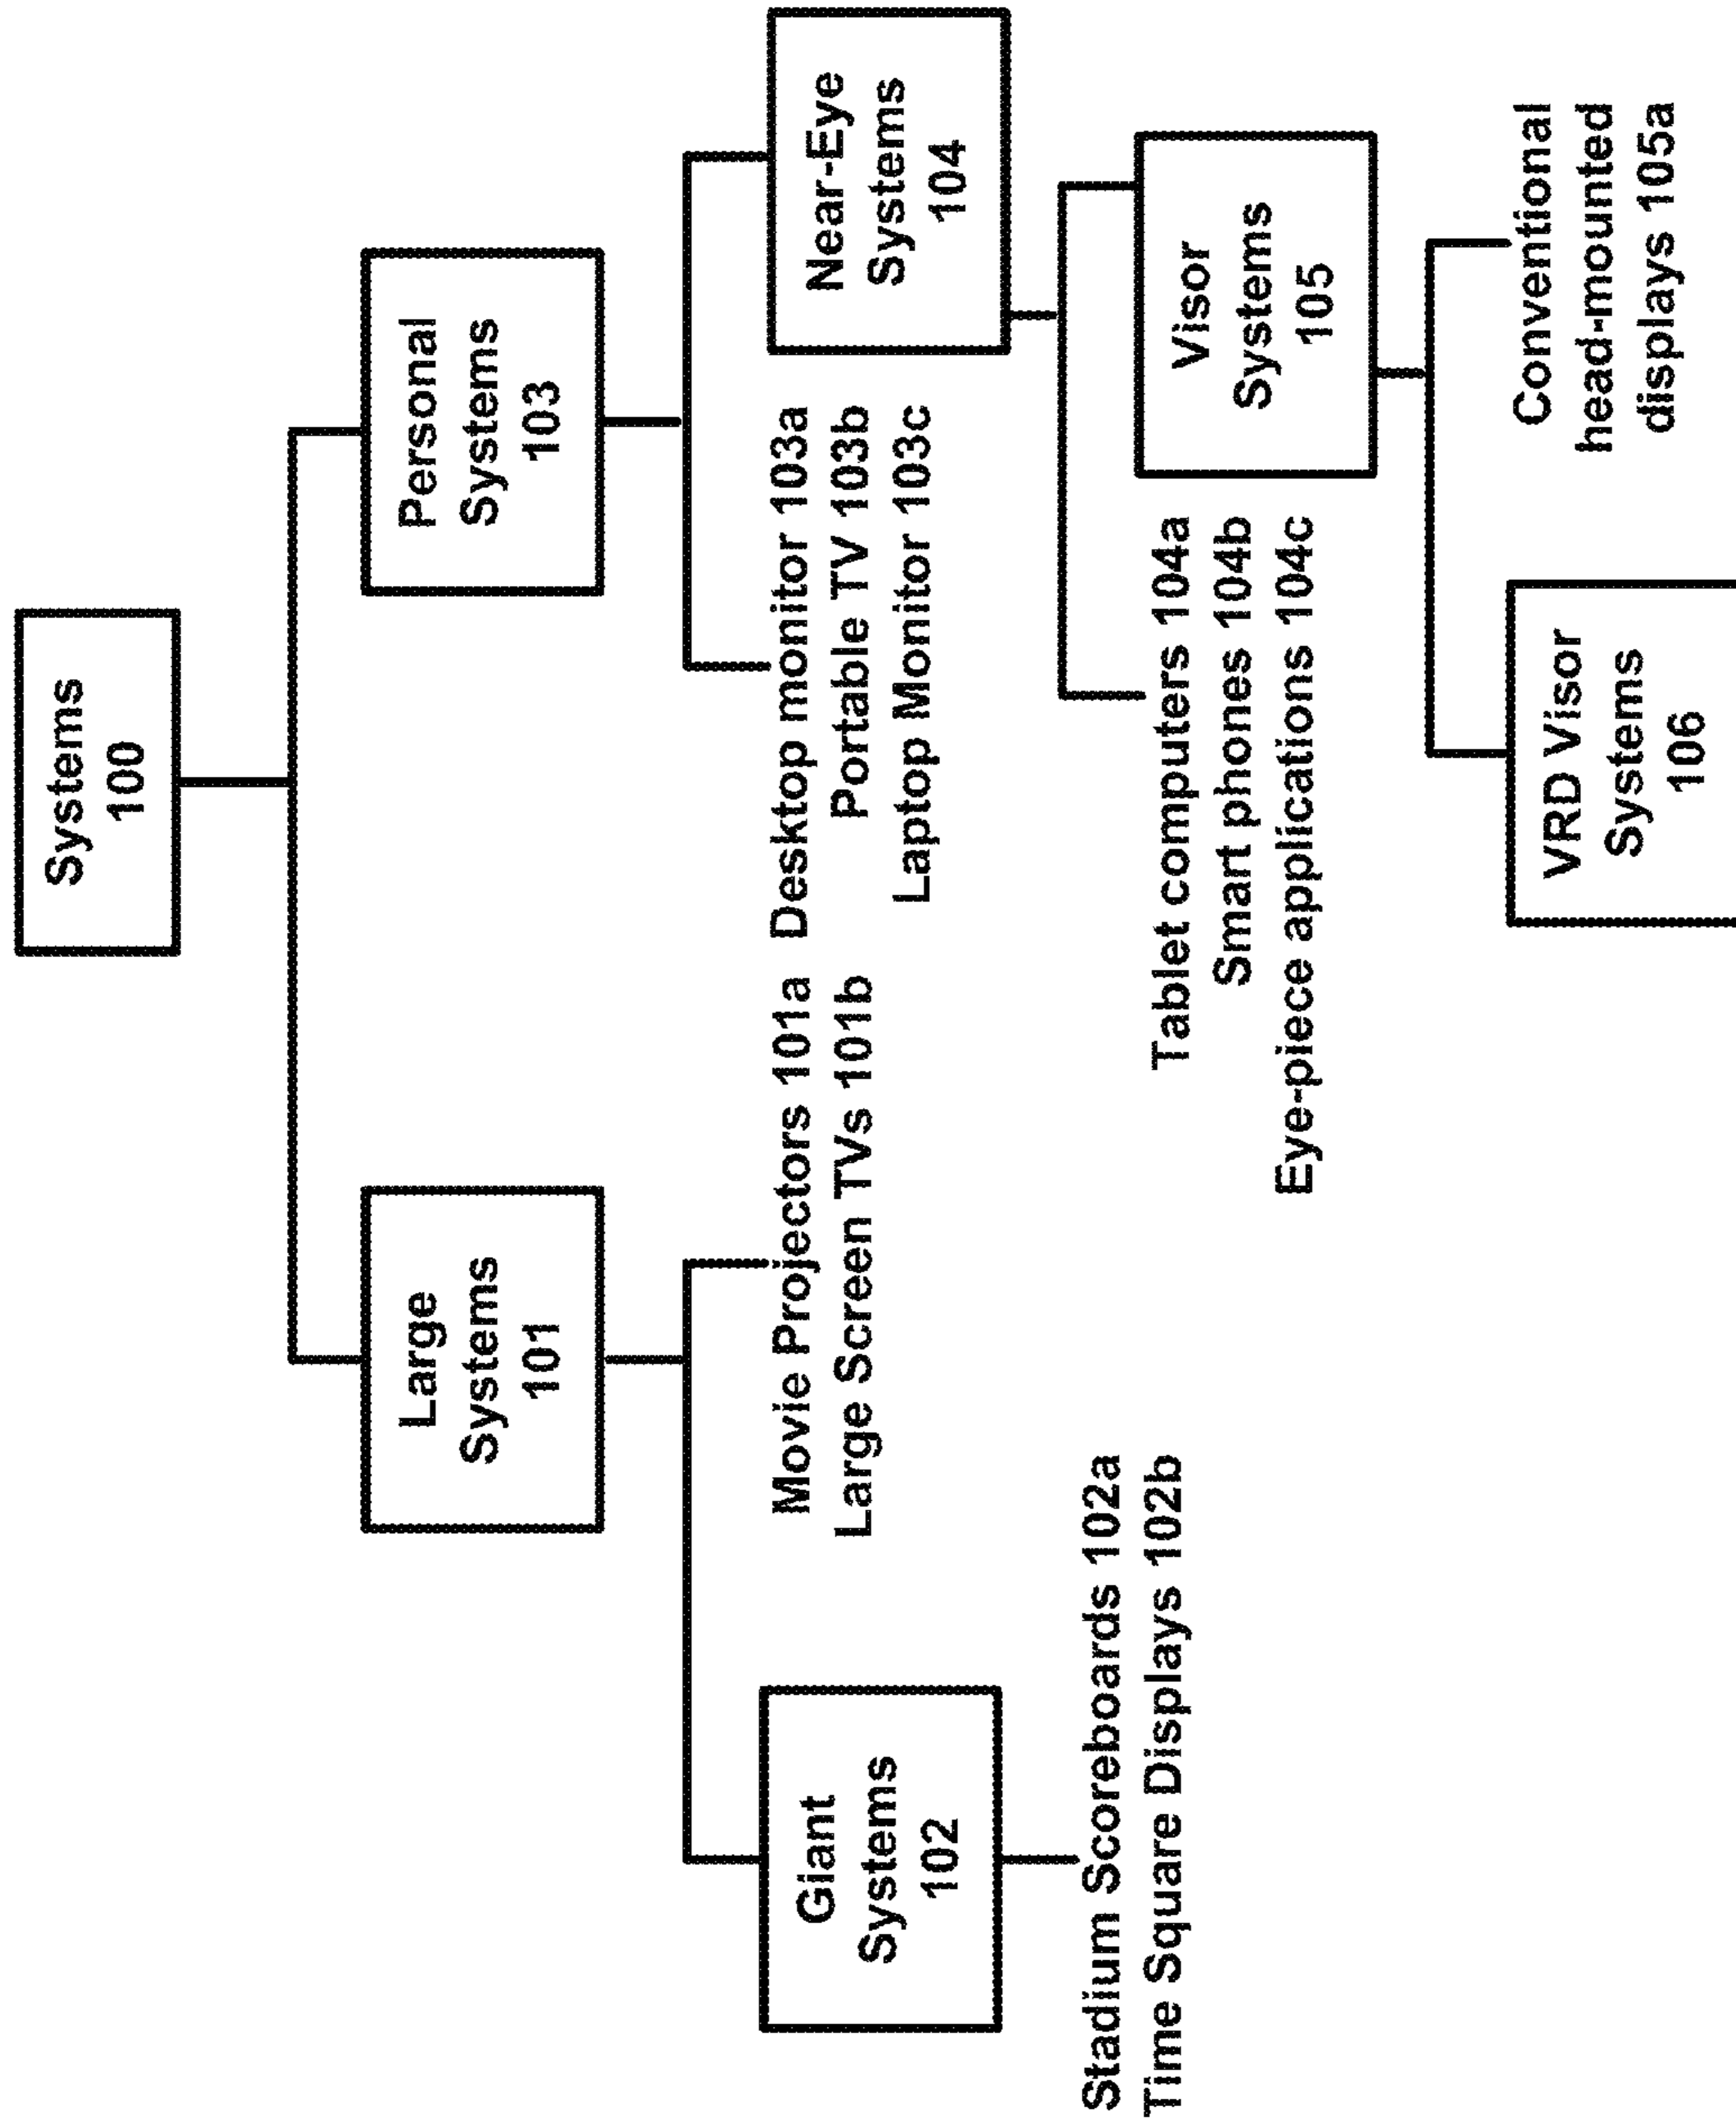 Systems
100
Large
Systems
101
Personal
Systems
103
Giant
Systems
102
Movie Projectors 101a
Large Screen TVs 101b
Desktop monitor 103a
Portable TV 103b
Laptop Monitor 103c
Near-Eye
Systems
104
Stadium Scoreboards 102a
Time Square Displays 102b
Tablet computers 104a
Smart phones 104b
Eye-piece applications 104c
Visor
Systems
105
VRD Visor
Systems
106
Conventional
head-mounted
displays 105a